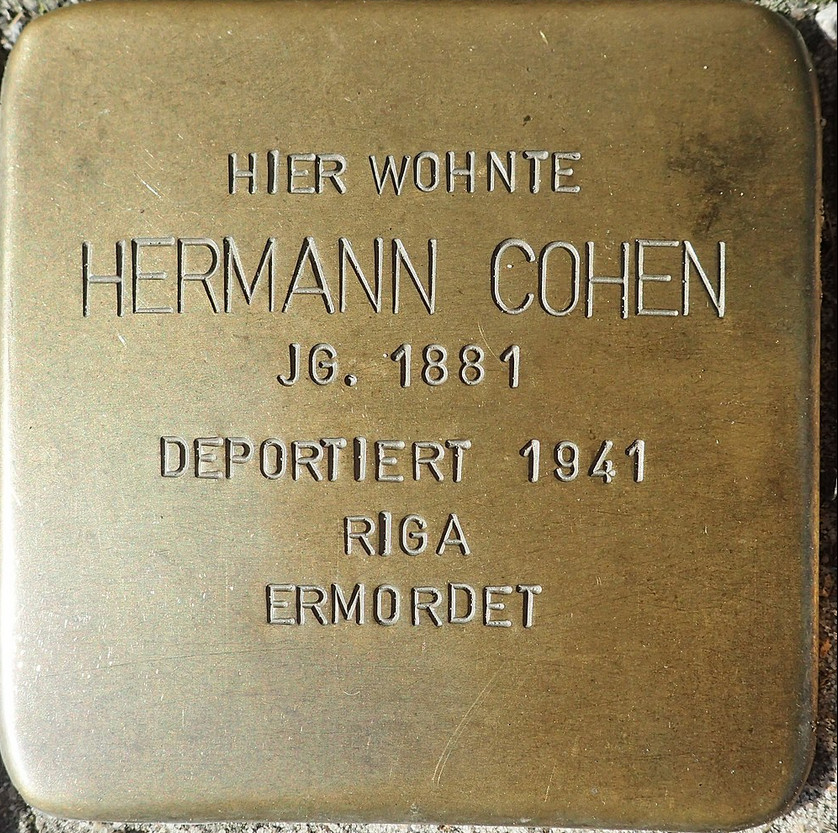 HIER WOHNTE
HERMANN COHEN
JG. 1881
DEPORTIERT 1941
RIGA
ERMORDET